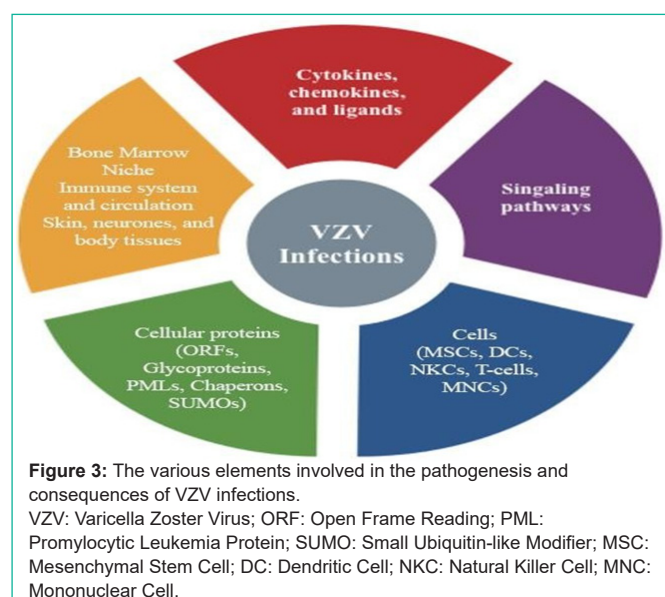 Cytokines,
chemokines,
and ligands
Bone Marrow
Niche
Immune system
and circulation
Skin, neurones, and
body tissues
Singaling
pathways
VZV
Infections
Cellular proteins
(ORFs,
Glycoproteins,
PMLs, Chaperons,
SUMOs)
Cells
(MSCs, DCs,
NKCs, T-cells,
MNCs)
Figure 3: The various elements involved in the pathogenesis and
consequences of VZV infections.
VZV: Varicella Zoster Virus; ORF: Open Frame Reading; PML:
Promylocytic Leukemia Protein; SUMO: Small Ubiquitin-like Modifier; MSC:
Mesenchymal Stem Cell; DC: Dendritic Cell; NKC: Natural Killer Cell; MNC:
Mononuclear Cell.